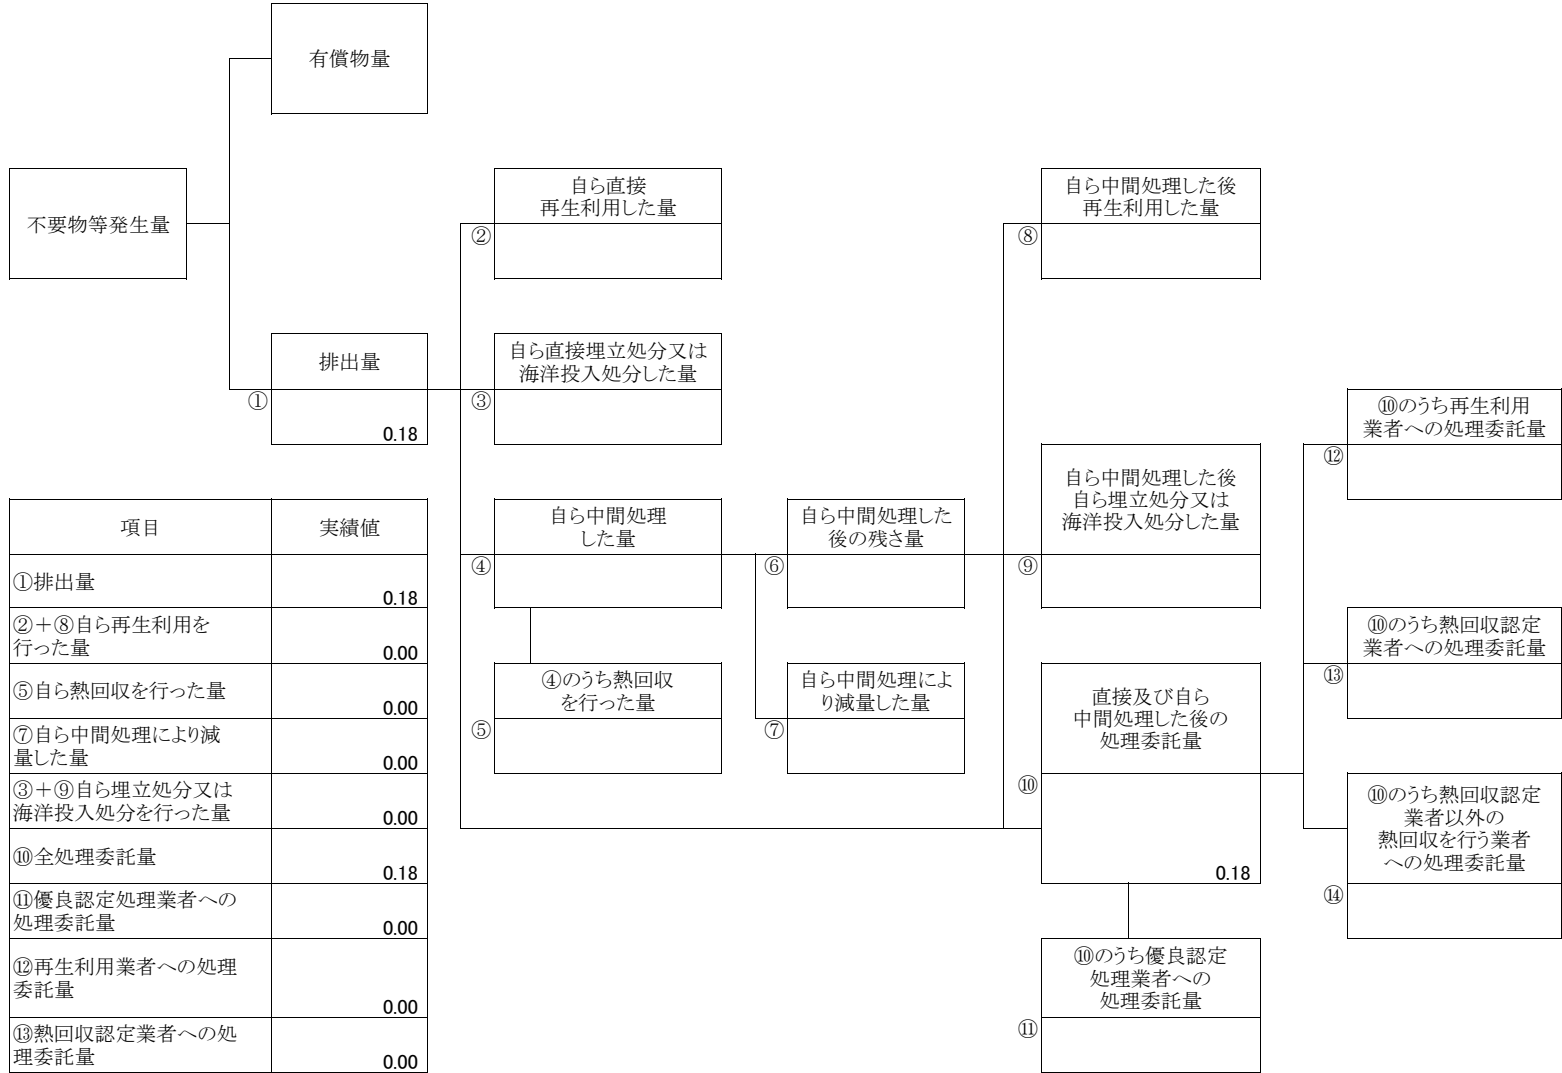 有償物量
不要物等発生量
自ら直接
再生利用した量
②
自ら中間処理した後
再生利用した量
⑧
排出量
①
0.18
自ら直接埋立処分又は
海洋投入処分した量
③
⑩のうち再生利用
業者への処理委託量
⑫
自ら中間処理
した量
④
自ら中間処理した
後の残さ量
⑥
自ら中間処理した後
自ら埋立処分又は
海洋投入処分した量
⑨
④のうち熱回収
を行った量
⑤
自ら中間処理によ
り減量した量
⑦
直接及び自ら
中間処理した後の
処理委託量
⑩
0.18
⑩のうち熱回収認定
業者への処理委託量
⑬
⑩のうち熱回収認定
業者以外の
熱回収を行う業者
への処理委託量
⑭
⑩のうち優良認定
処理業者への
処理委託量
⑪
項目
実績値
①排出量
0.18
②＋⑧自ら再生利用を
行った量
0.00
⑤自ら熱回収を行った量
0.00
⑦自ら中間処理により減
量した量
0.00
③＋⑨自ら埋立処分又は
海洋投入処分を行った量
0.00
⑩全処理委託量
0.18
⑪優良認定処理業者への
処理委託量
0.00
⑫再生利用業者への処理
委託量
0.00
⑬熱回収認定業者への処
理委託量
0.00